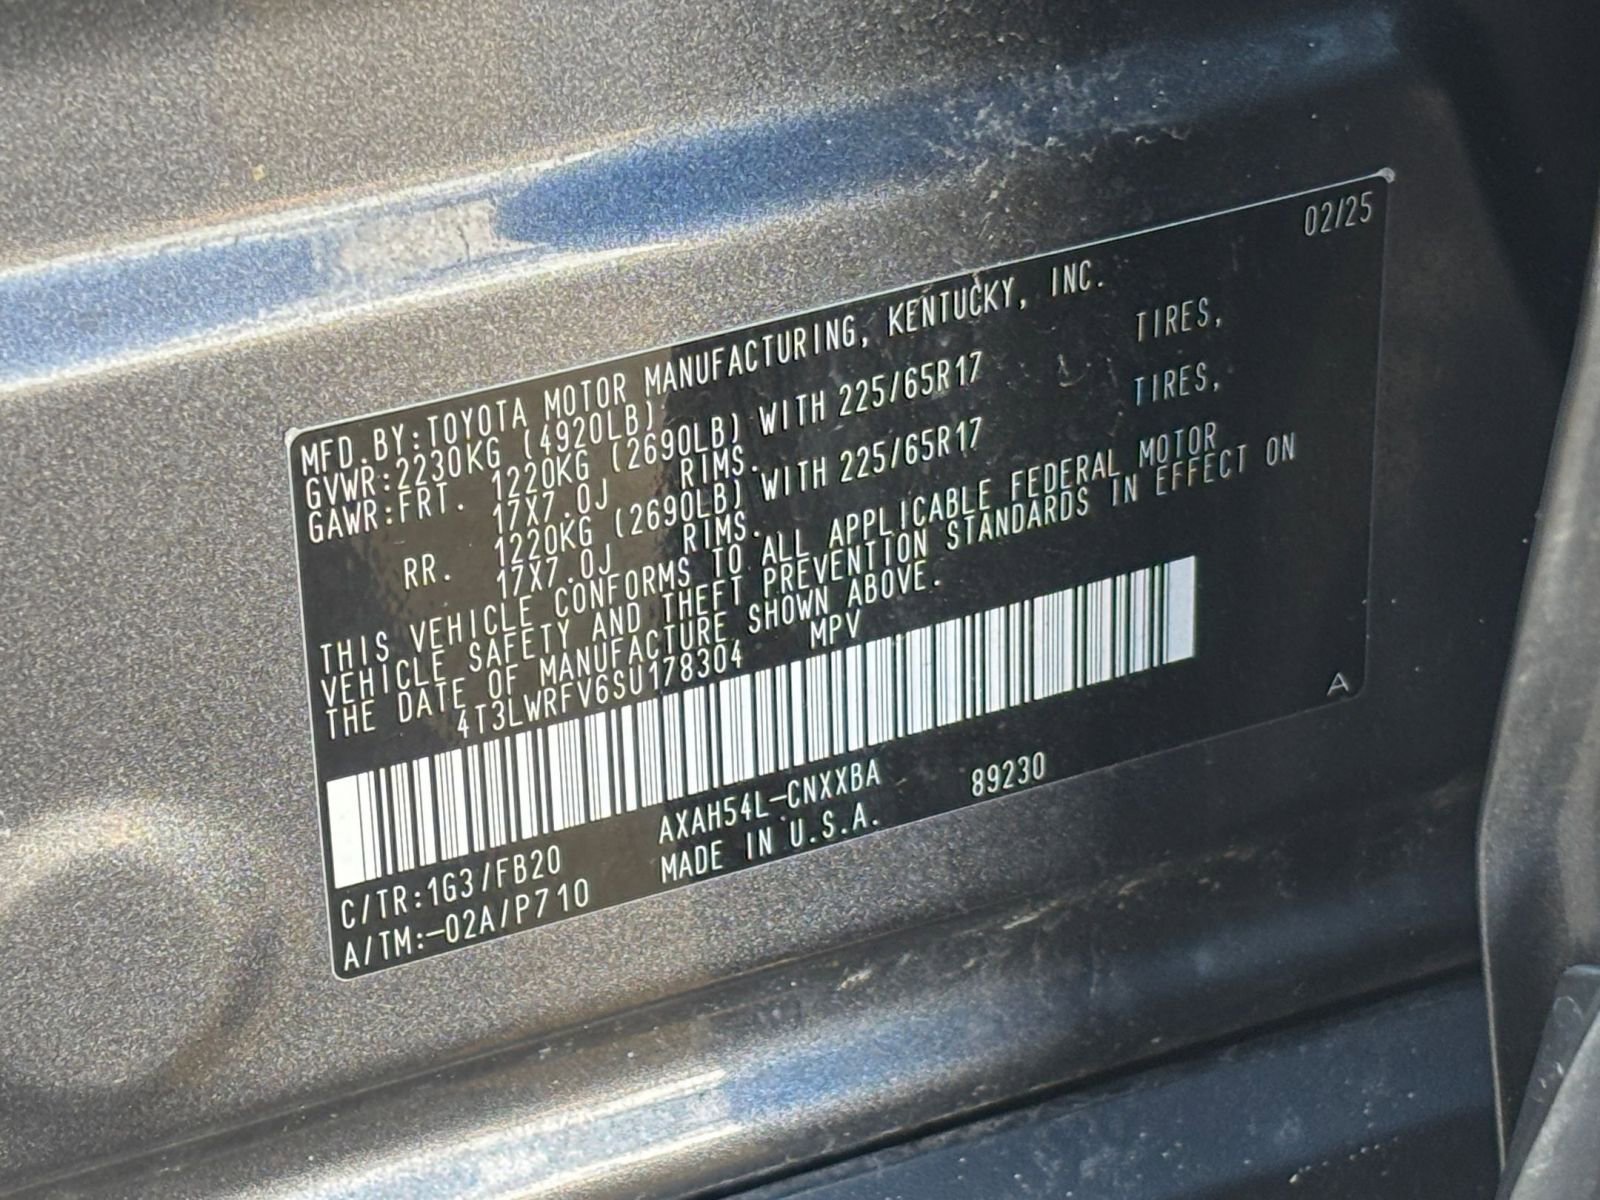 02/25
MFD.BY:TOYOTA MOTOR MANUFACTURING, KENTUCKY, INC.
GVWR:2230KG (4920LB)
GAWR:FRT. 1220KG (2690LB) WITH 225/65R17 TIRES,
17X7.0J RIMS.
RR. 1220KG (2690LB) WITH 225/65R17 TIRES,
17X7.0J RIMS.
THIS VEHICLE CONFORMS TO ALL APPLICABLE FEDERAL MOTOR
VEHICLE SAFETY AND THEFT PREVENTION STANDARDS IN EFFECT ON
THE DATE OF MANUFACTURE SHOWN ABOVE.
4T3LWRFV6SU178304 MPV
A
C/TR:1G3/FB20 AXAH54L-CNXXBA 89230
A/TM:-02A/P710 MADE IN U.S.A.